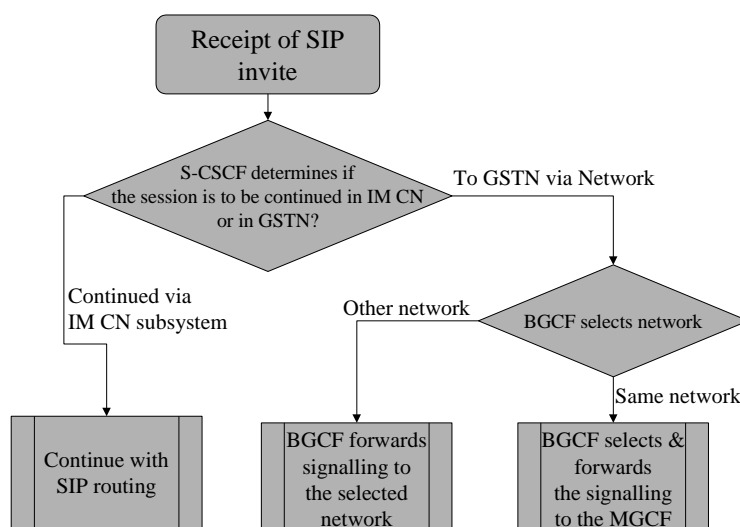 Receipt of SIP
invite
S-CSCF determines if
the session is to be continued in IM CN
or in GSTN?
To GSTN via Network
Continued via
IM CN subsystem
Other network
BGCF selects network
Same network
Continue with
SIP routing
BGCF forwards
signalling to
the selected
network
BGCF selects &
forwards
the signalling
to the MGCF